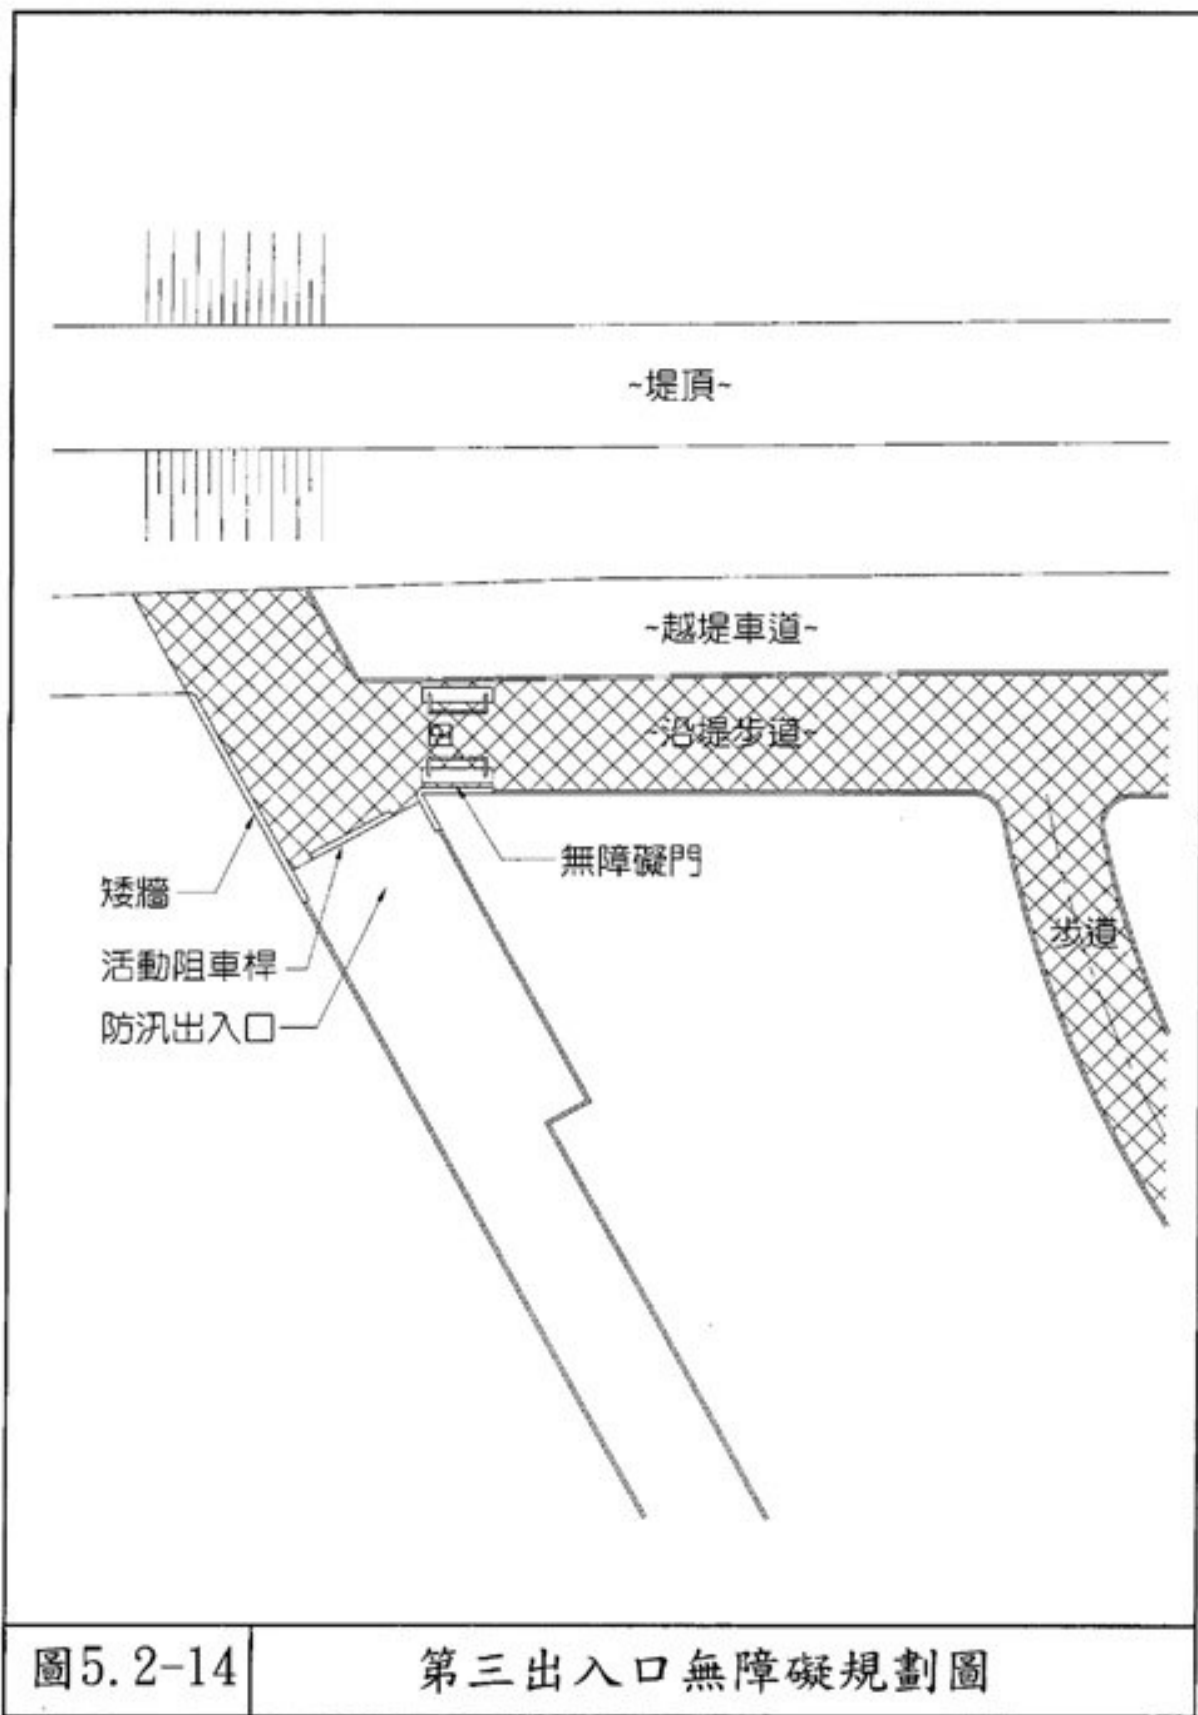 ~堤頂~
~越堤車道~
~沿堤步道~
無障礙門
矮牆
步道
活動阻車桿
防汛出入口
圖5.2-14
第三出入口無障礙規劃圖